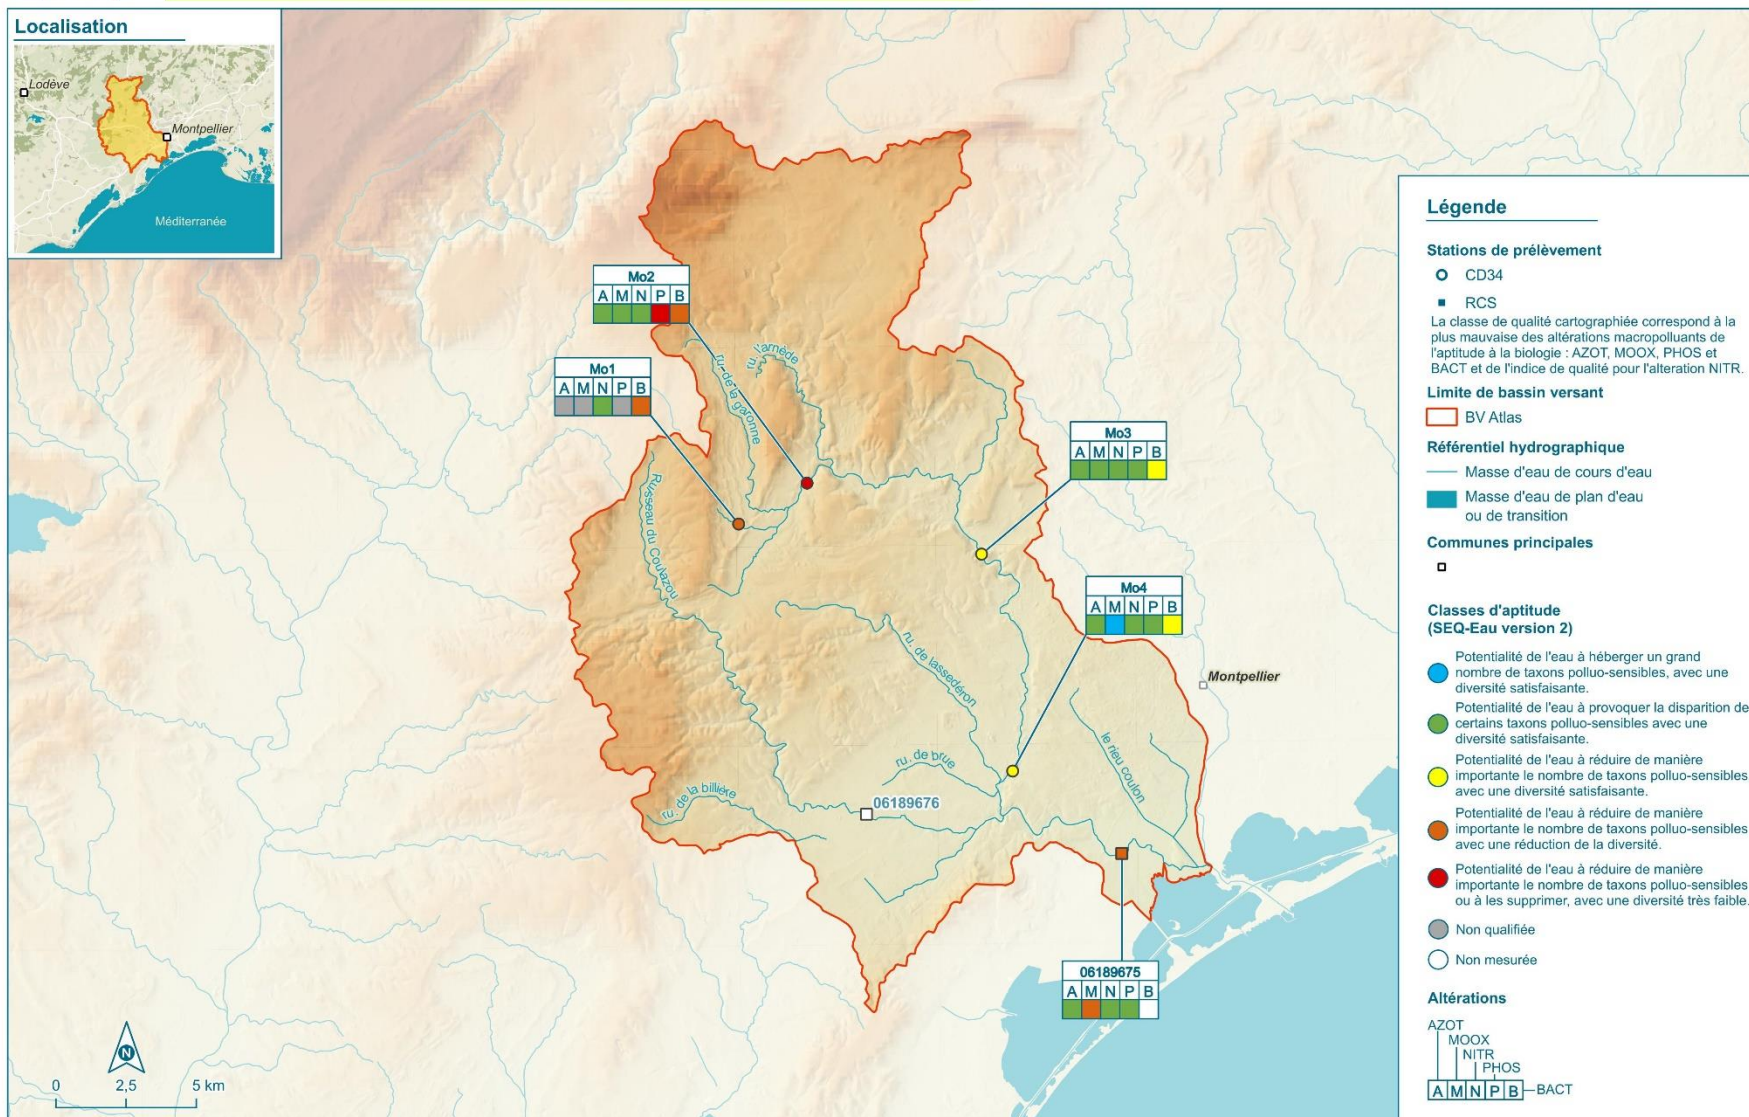 Localisation
Lodève
Montpellier
Méditerranée
Mo2
A M N P B
Mo1
A M N P B
ru. de la garonne
ru. l'arnède
Ruisseau du Coulazou
Mo3
A M N P B
Mo4
A M N P B
ru. de lassedéron
Montpellier
le rieu coulon
ru. de brue
ru. de la billière
06189676
06189675
A M N P B
N
0 2,5 5 km
Légende
Stations de prélèvement
CD34
RCS
La classe de qualité cartographiée correspond à la
plus mauvaise des altérations macropolluants de
l'aptitude à la biologie : AZOT, MOOX, PHOS et
BACT et de l'indice de qualité pour l'alteration NITR.
Limite de bassin versant
BV Atlas
Référentiel hydrographique
Masse d'eau de cours d'eau
Masse d'eau de plan d'eau
ou de transition
Communes principales
Classes d'aptitude
(SEQ-Eau version 2)
Potentialité de l'eau à héberger un grand
nombre de taxons polluo-sensibles, avec une
diversité satisfaisante.
Potentialité de l'eau à provoquer la disparition de
certains taxons polluo-sensibles avec une
diversité satisfaisante.
Potentialité de l'eau à réduire de manière
importante le nombre de taxons polluo-sensibles
avec une diversité satisfaisante.
Potentialité de l'eau à réduire de manière
importante le nombre de taxons polluo-sensibles,
avec une réduction de la diversité.
Potentialité de l'eau à réduire de manière
importante le nombre de taxons polluo-sensibles
ou à les supprimer, avec une diversité très faible.
Non qualifiée
Non mesurée
Altérations
AZOT
MOOX
NITR
PHOS
A M N P B BACT